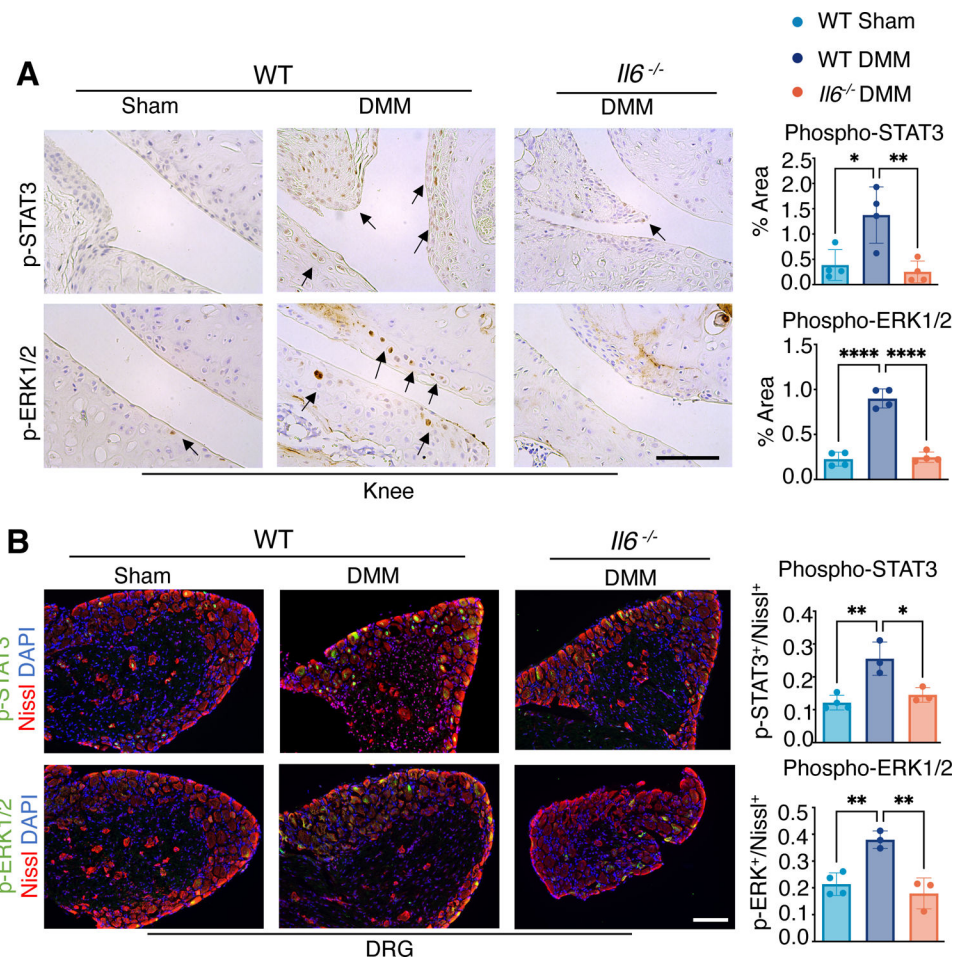 WT Sham
WT DMM
Il6-/- DMM
A
WT
Il6-/-
Sham
DMM
DMM
p-STAT3
p-ERK1/2
Knee
Phospho-STAT3
% Area
2.5
2.0
1.5
1.0
0.5
0.0
*
**
Phospho-ERK1/2
% Area
1.5
1.0
0.5
0.0
****
****
B
WT
Il6-/-
Sham
DMM
DMM
p-STAT3
Nissl DAPI
p-ERK1/2
Nissl DAPI
DRG
Phospho-STAT3
p-STAT3+/Nissl+
0.4
0.3
0.2
0.1
0.0
**
*
Phospho-ERK1/2
p-ERK+/Nissl+
0.5
0.4
0.3
0.2
0.1
0.0
**
**